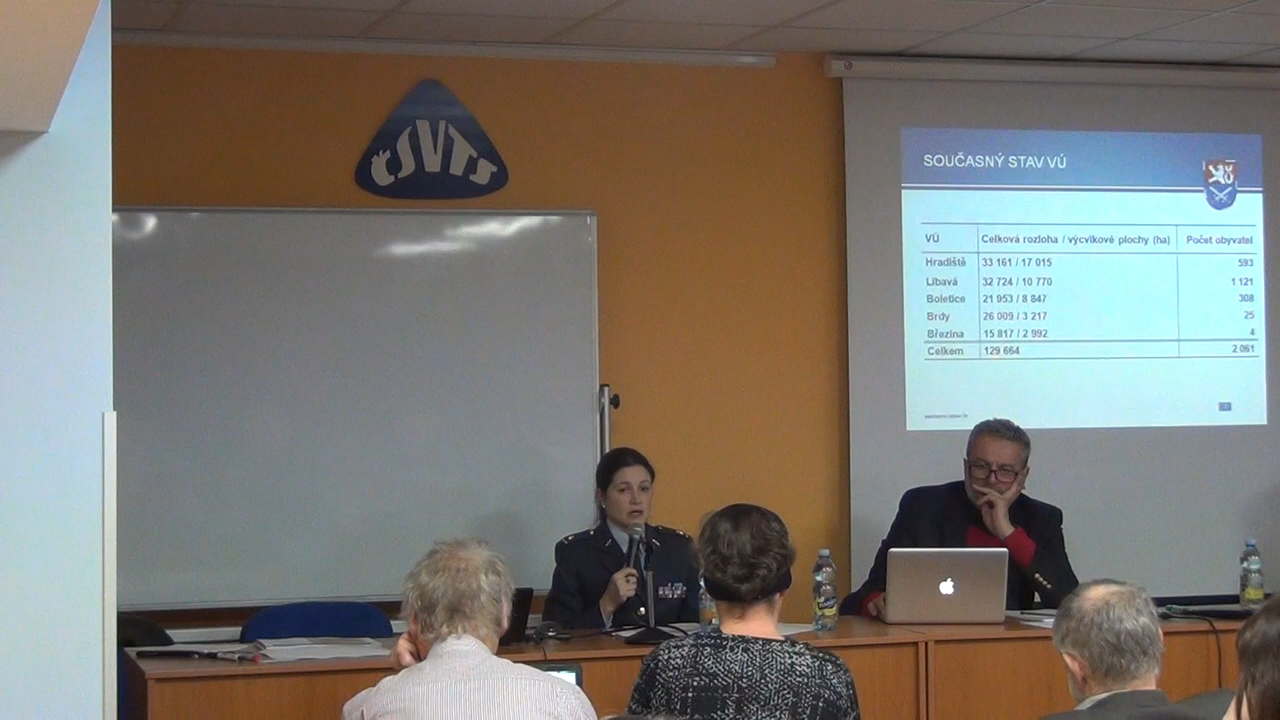 ČSVTS
SOUČASNÝ STAV VÚ
VÚ Celková rozloha / výcvikové plochy (ha) Počet obyvatel
Hradiště 33 161 / 17 015 593
Libavá 32 724 / 10 770 1 121
Boletice 21 953 / 8 847 308
Brdy 26 009 / 3 217 25
Březina 15 817 / 2 992 4
Celkem 129 664 2 061